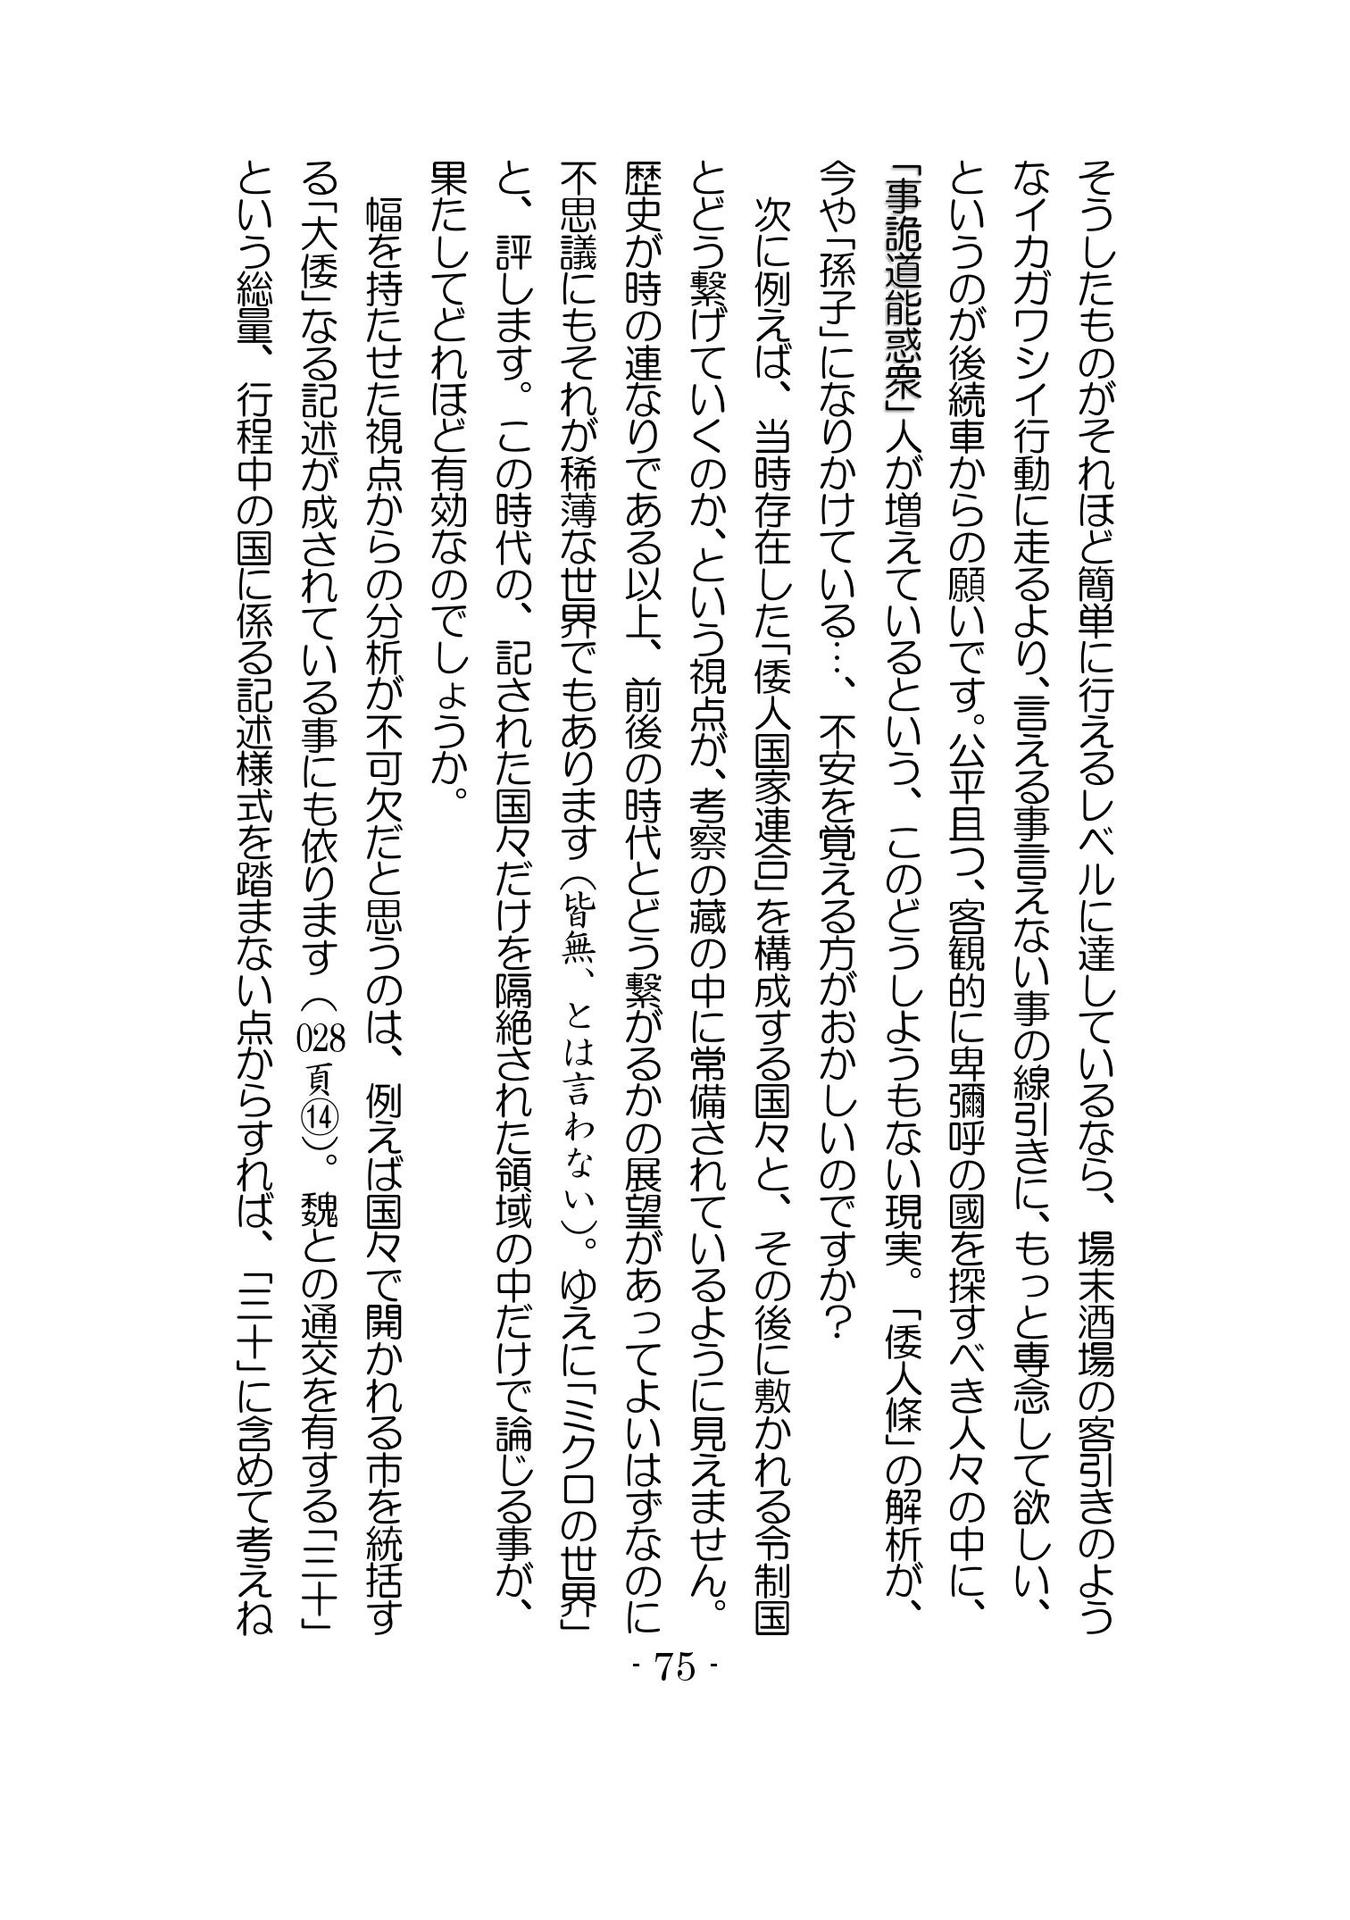 そうしたものがそれほど簡単に行えるレベルに達しているなら、場末酒場の客引きのよう
なイカガワシイ行動に走るより、言える事言えない事の線引きに、もっと専念して欲しい、
というのが後続車からの願いです。公平且つ、客観的に卑彌呼の國を探すべき人々の中に、
「事詭道能惑衆」人が増えているという、このどうしようもない現実。「倭人條」の解析が、
今や「孫子」になりかけている…、不安を覚える方がおかしいのですか？
　次に例えば、当時存在した「倭人国家連合」を構成する国々と、その後に敷かれる令制国
とどう繋げていくのか、という視点が、考察の蔵の中に常備されているように見えません。
歴史が時の連なりである以上、前後の時代とどう繋がるかの展望があってよいはずなのに
不思議にもそれが稀薄な世界でもあります（皆無、とは言わない）。ゆえに「ミクロの世界」
と、評します。この時代の、記された国々だけを隔絶された領域の中だけで論じる事が、
果たしてどれほど有効なのでしょうか。
　幅を持たせた視点からの分析が不可欠だと思うのは、例えば国々で開かれる市を統括す
る「大倭」なる記述が成されている事にも依ります（028頁⑭）。魏との通交を有する「三十」
という総量、行程中の国に係る記述様式を踏まない点からすれば、「三十」に含めて考えね
- 75 -